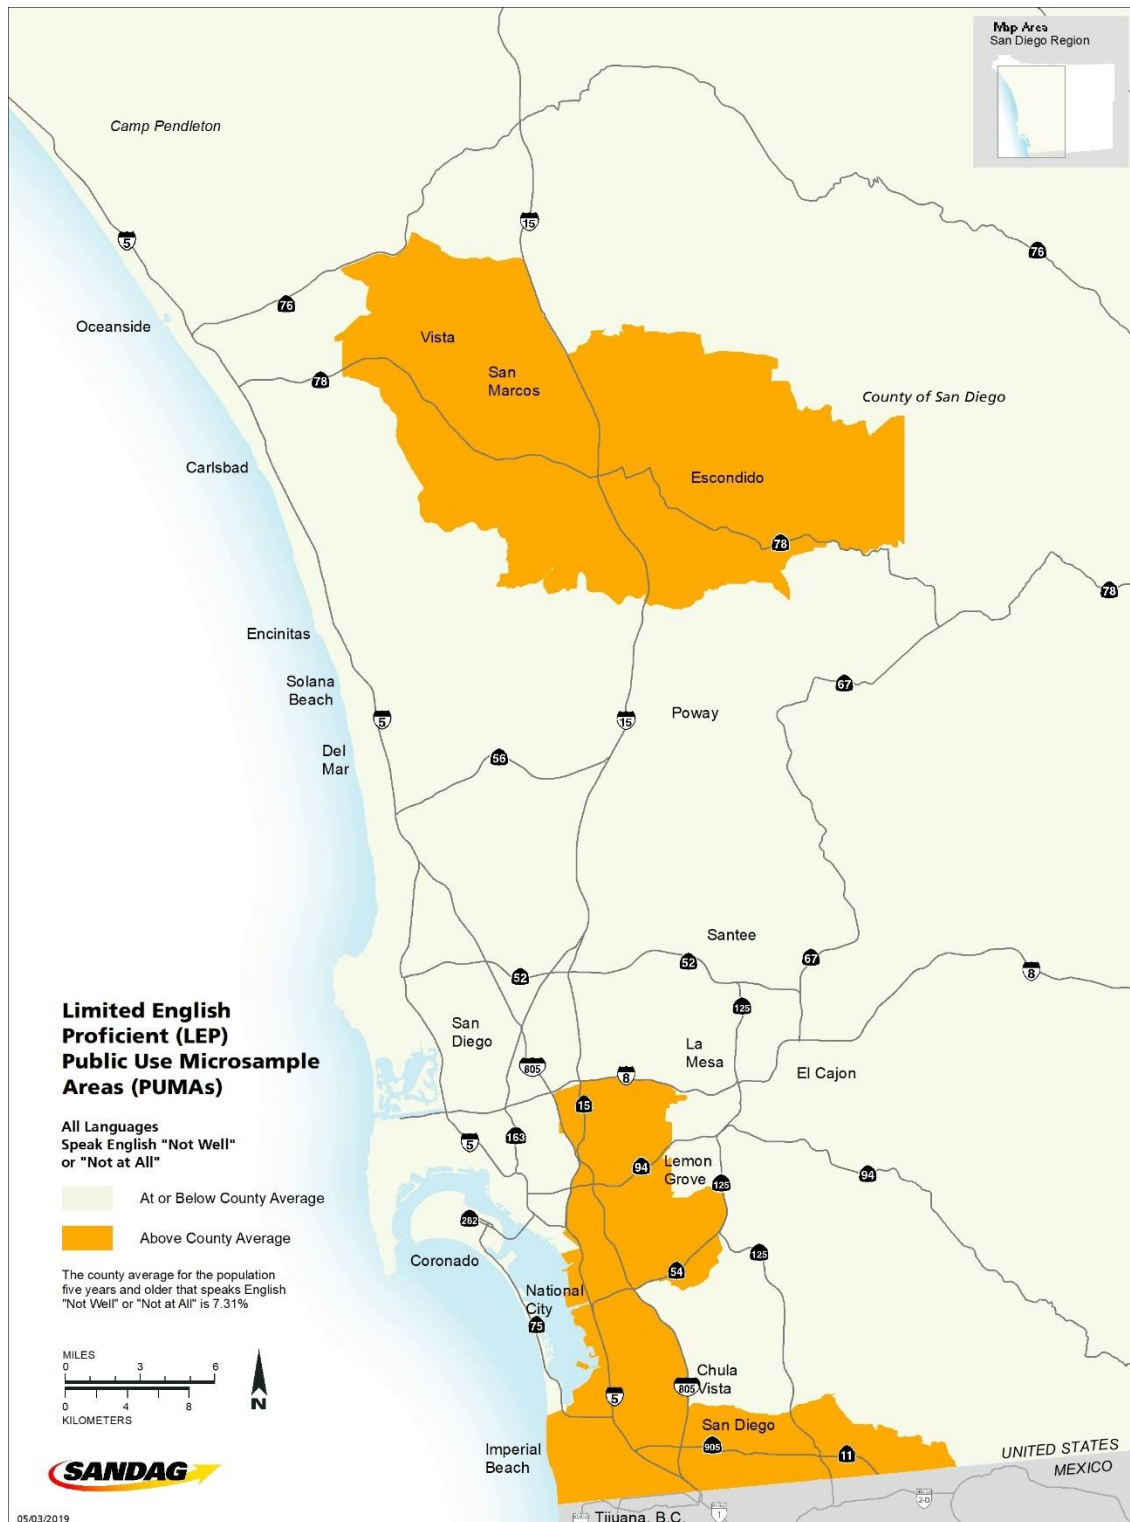 Map Area
San Diego Region
Camp Pendleton
15
5
76
76
Oceanside
Vista
San
Marcos
78
County of San Diego
Carlsbad
Escondido
78
78
Encinitas
Solana
Beach
67
5
15
Poway
Del
Mar
56
Santee
52
52
67
8
125
Limited English
Proficient (LEP)
Public Use Microsample
Areas (PUMAs)
San
Diego
La
Mesa
805
8
El Cajon
15
All Languages
Speak English "Not Well"
or "Not at All"
5
163
94
Lemon
Grove
94
125
At or Below County Average
282
Above County Average
Coronado
125
54
The county average for the population
five years and older that speaks English
"Not Well" or "Not at All" is 7.31%
National
City
75
MILES
0 3 6
0 4 8
KILOMETERS
N
Chula
Vista
805
5
San Diego
905
11
Imperial
Beach
UNITED STATES
MEXICO
SANDAG
1
2-D
Tijuana, B.C.
05/03/2019